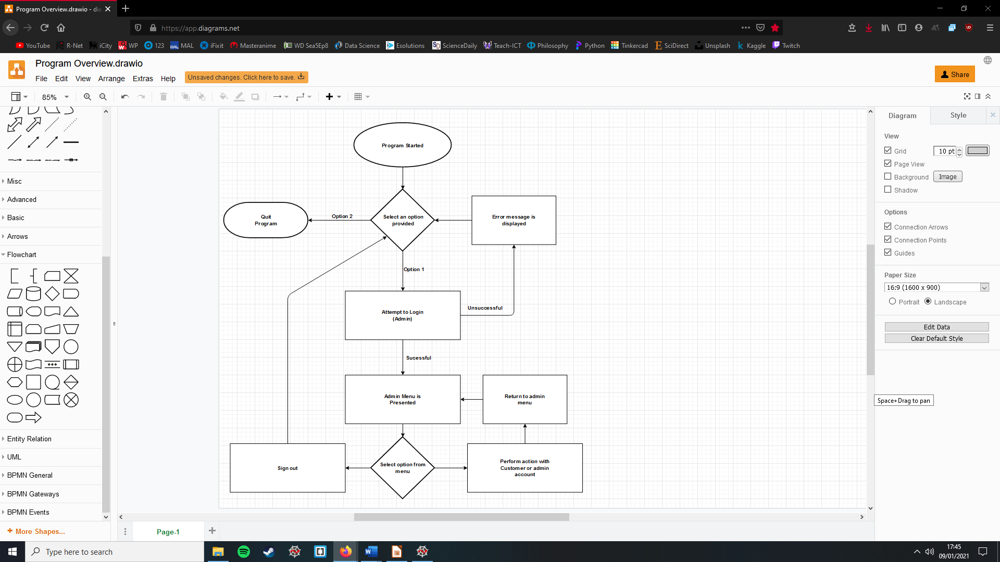 Program Overview.drawio - dia
https://app.diagrams.net
YouTube R-Net iCity WP 123 MAL iFixit Masteranime WD Sea5Ep8 Data Science Esolutions ScienceDaily Teach-ICT Philosophy Python Tinkercad SciDirect Unsplash Kaggle Twitch
Program Overview.drawio
File Edit View Arrange Extras Help Unsaved changes. Click here to save.
Share
85%
Misc
Advanced
Basic
Arrows
Flowchart
Entity Relation
UML
BPMN General
BPMN Gateways
BPMN Events
+ More Shapes...
Program Started
Quit
Program
Option 2
Select an option
provided
Error message is
displayed
Option 1
Attempt to Login
(Admin)
Unsuccessful
Sucessful
Admin Menu is
Presented
Return to admin
menu
Sign out
Select option from
menu
Perform action with
Customer or admin
account
Diagram Style
View
Grid 10 pt
Page View
Background Image
Shadow
Options
Connection Arrows
Connection Points
Guides
Paper Size
16:9 (1600 x 900)
Portrait Landscape
Edit Data
Clear Default Style
Space+Drag to pan
Page-1
Type here to search
17:45
09/01/2021